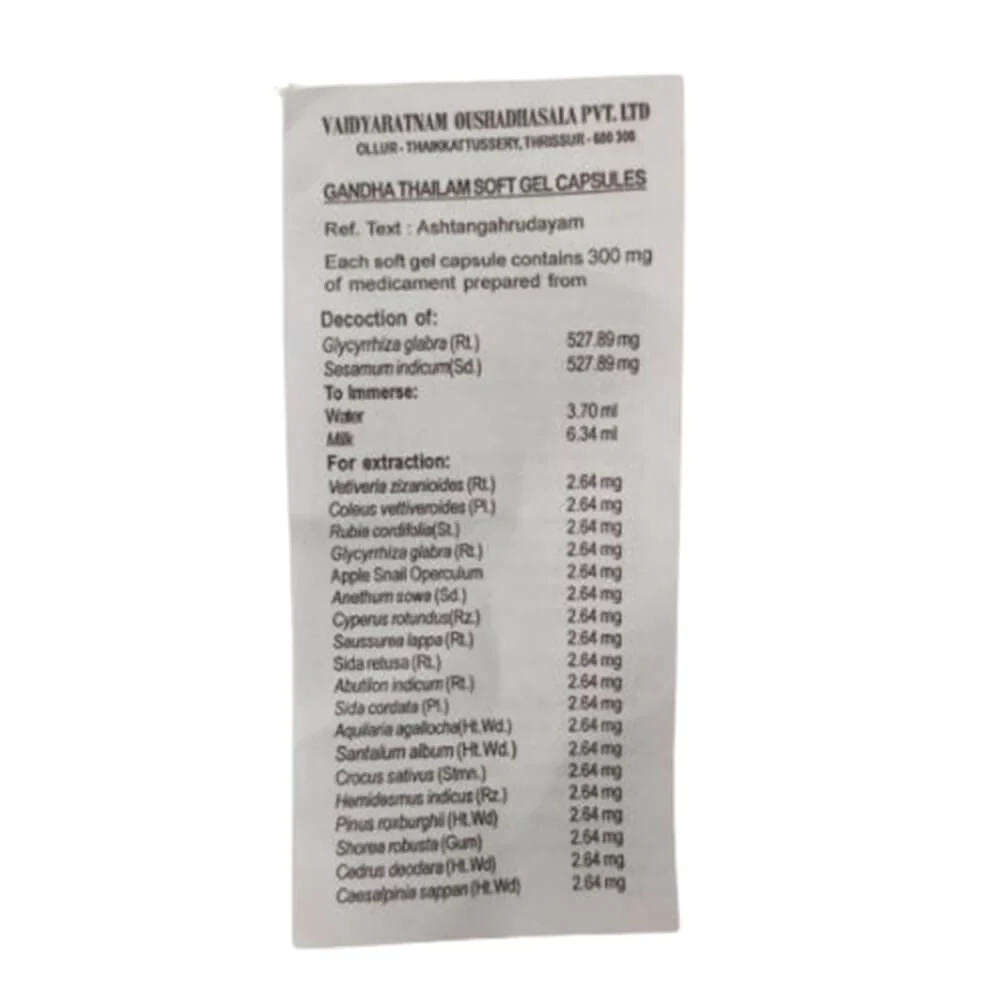 VAIDYARATNAM OUSHADHASALA PVT. LTD
OLLUR - THAIKKATTUSSERY, THRISSUR - 680 306
GANDHA THAILAM SOFT GEL CAPSULES
Ref. Text : Ashtangahrudayam
Each soft gel capsule contains 300 mg
of medicament prepared from
Decoction of:
Glycyrrhiza glabra (Rt.) 527.89 mg
Sesamum indicum(Sd.) 527.89 mg
To Immerse:
Water 3.70 ml
Milk 6.34 ml
For extraction:
Vetiveria zizanioides (Rt.) 2.64 mg
Coleus vettiveroides (Pl.) 2.64 mg
Rubia cordifolia(St.) 2.64 mg
Glycyrrhiza glabra (Rt.) 2.64 mg
Apple Snail Operculum 2.64 mg
Anethum sowa (Sd.) 2.64 mg
Cyperus rotundus(Rz.) 2.64 mg
Saussurea lappa (Rt.) 2.64 mg
Sida retusa (Rt.) 2.64 mg
Abutilon indicum (Rt.) 2.64 mg
Sida cordata (Pl.) 2.64 mg
Aquilaria agallocha(Ht.Wd.) 2.64 mg
Santalum album (Ht.Wd.) 2.64 mg
Crocus sativus (Stmn.) 2.64 mg
Hemidesmus indicus (Rz.) 2.64 mg
Pinus roxburghii (Ht.Wd) 2.64 mg
Shorea robusta (Gum) 2.64 mg
Cedrus deodara (Ht.Wd) 2.64 mg
Caesalpinia sappan (Ht.Wd) 2.64 mg